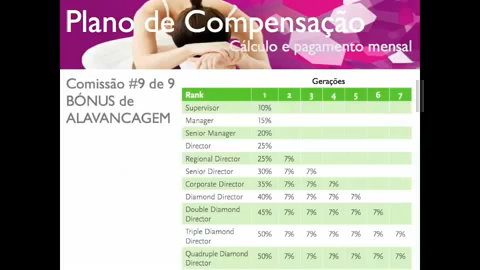 Plano de Compensação
Cálculo e pagamento mensal
Comissão #9 de 9
BÓNUS de
ALAVANCAGEM
Gerações
Rank 1 2 3 4 5 6 7
Supervisor 10%
Manager 15%
Senior Manager 20%
Director 25%
Regional Director 25% 7%
Senior Director 30% 7% 7%
Corporate Director 35% 7% 7% 7%
Diamond Director 40% 7% 7% 7% 7%
Double Diamond
Director 45% 7% 7% 7% 7% 7%
Triple Diamond
Director 50% 7% 7% 7% 7% 7% 7%
Quadruple Diamond
Director 50% 7% 7% 7% 7% 7% 7%